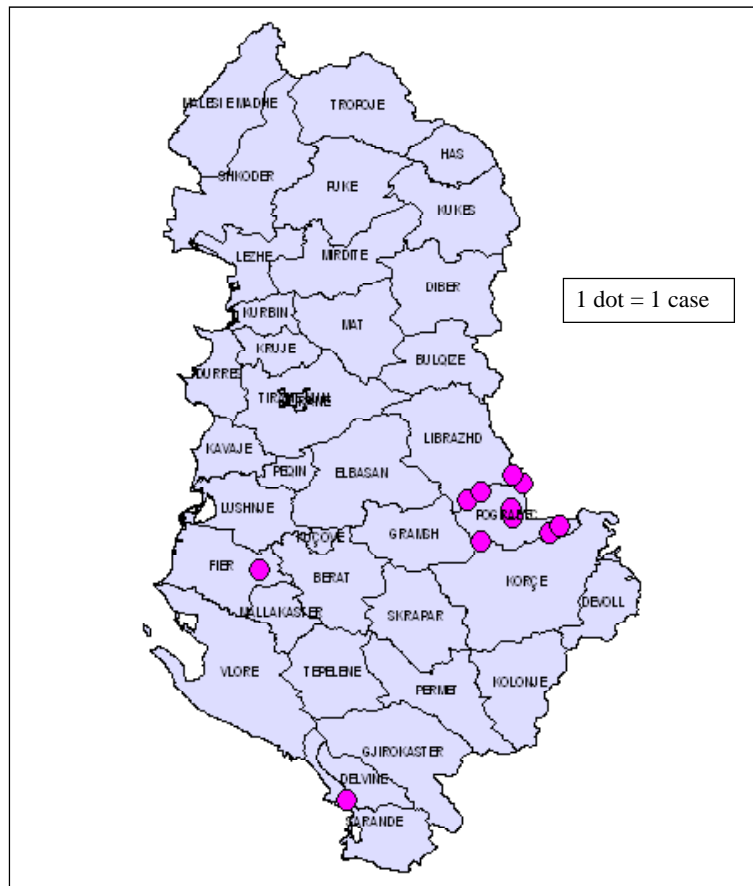 MALESI E MADHE
TROPOJE
HAS
SHKODER
PUKE
KUKES
LEZHE
MIRDITE
DIBER
1 dot = 1 case
KURBIN
MAT
KRUJE
BULQIZE
DURRES
LIBRAZHD
KAVAJE
PEQIN
ELBASAN
LUSHNJE
GRAMSH
KUÇOVE
FIER
BERAT
KORÇE
DEVOLL
MALLAKASTER
SKRAPAR
VLORE
TEPELENE
PERMET
KOLONJE
GJIROKASTER
DELVINE
SARANDE